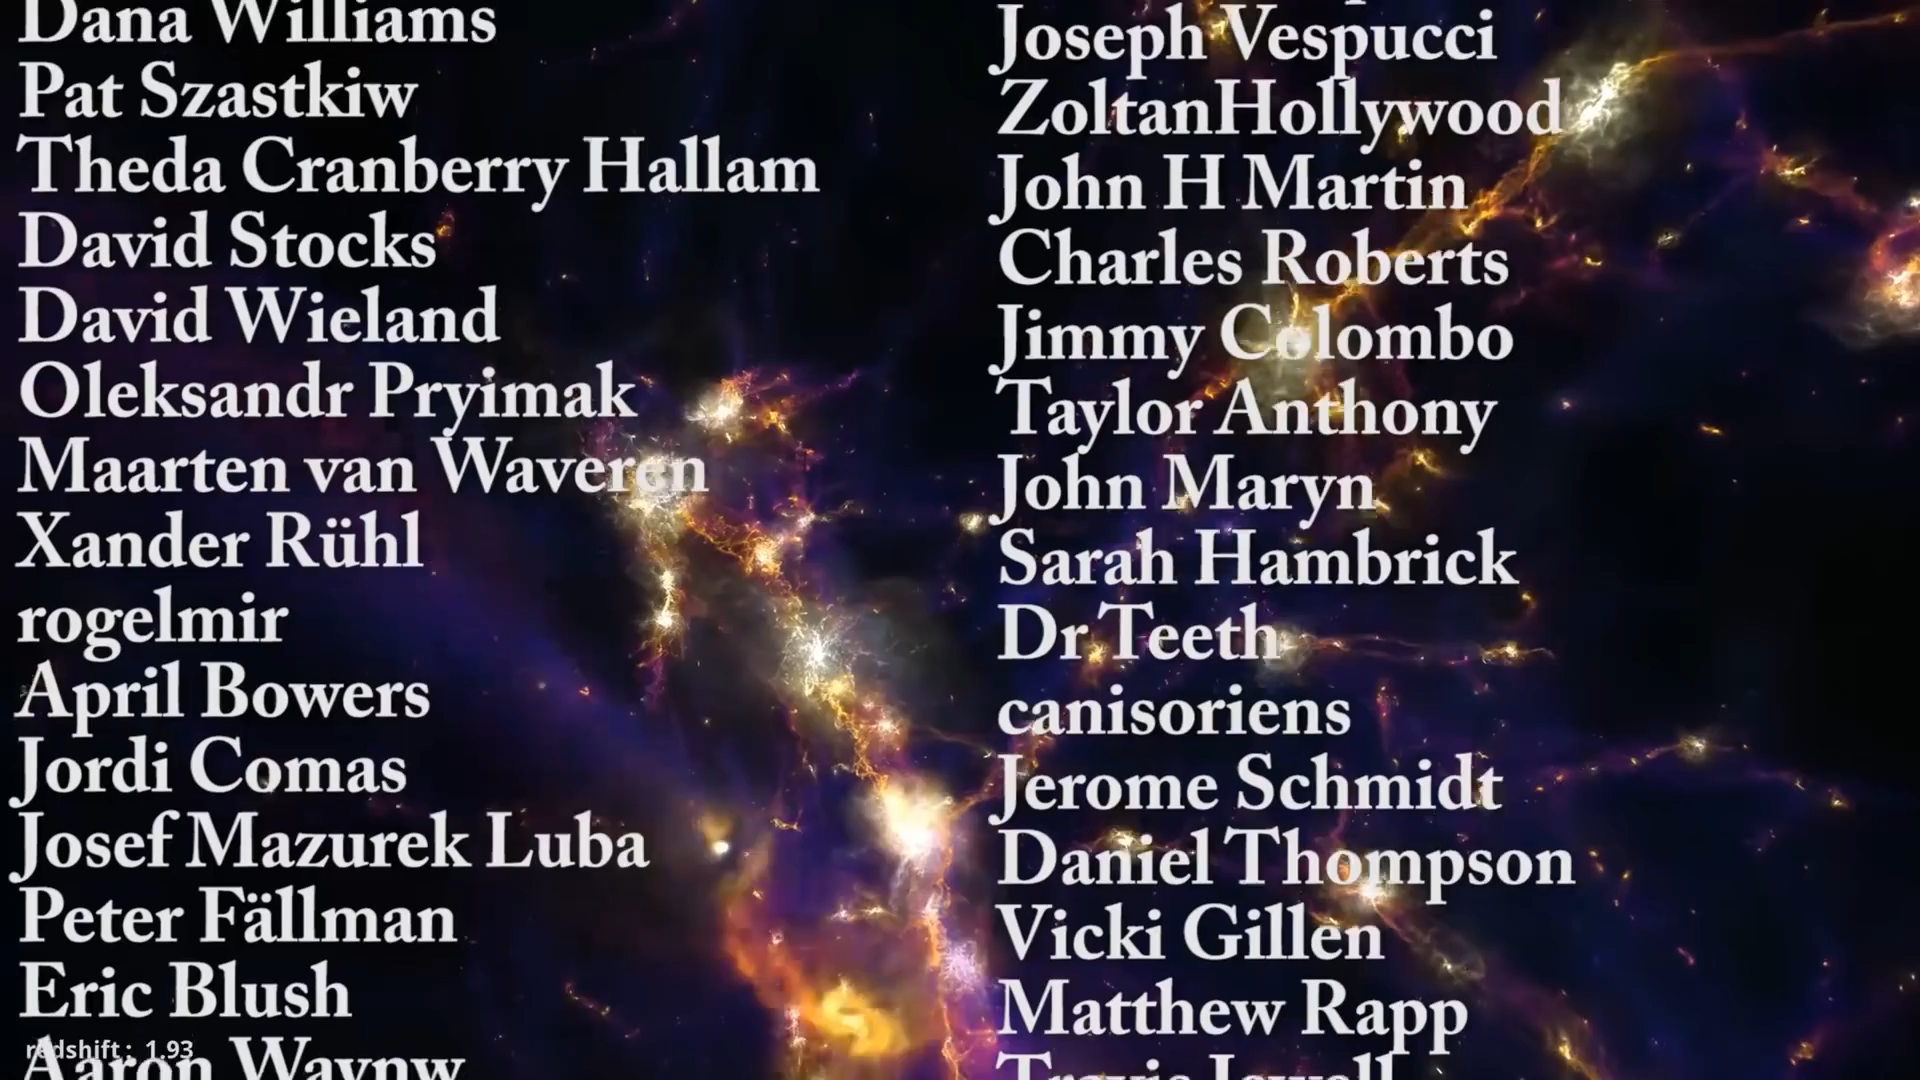 Dana Williams
Pat Szastkiw
Theda Cranberry Hallam
David Stocks
David Wieland
Oleksandr Pryimak
Maarten van Waveren
Xander Rühl
rogelmir
April Bowers
Jordi Comas
Josef Mazurek Luba
Peter Fällman
Eric Blush
redshift: 1.93
Aaron Waynw
Joseph Vespucci
ZoltanHollywood
John H Martin
Charles Roberts
Jimmy Colombo
Taylor Anthony
John Maryn
Sarah Hambrick
Dr Teeth
canisoriens
Jerome Schmidt
Daniel Thompson
Vicki Gillen
Matthew Rapp